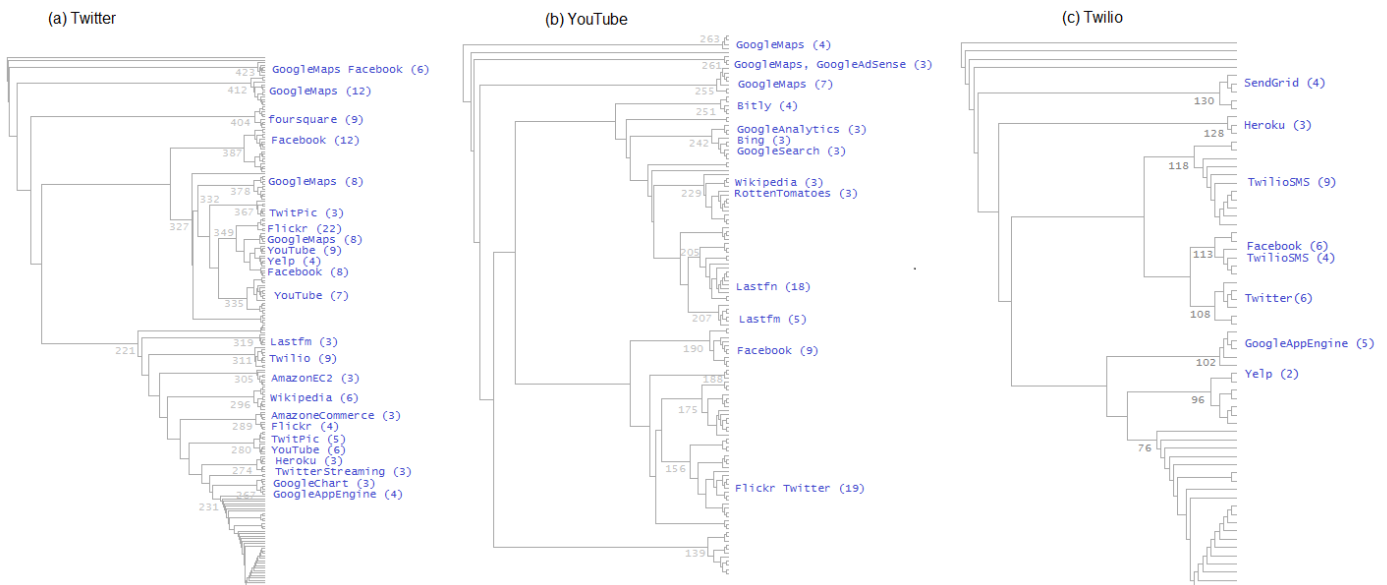 (a) Twitter
423
GoogleMaps Facebook (6)
412
GoogleMaps (12)
404
foursquare (9)
Facebook (12)
387
GoogleMaps (8)
378
332
367
TwitPic (3)
327
Flickr (22)
349
GoogleMaps (8)
YouTube (9)
Yelp (4)
Facebook (8)
YouTube (7)
335
319
Lastfm (3)
221
311
Twilio (9)
305
AmazonEC2 (3)
296
Wikipedia (6)
AmazoneCommerce (3)
289
Flickr (4)
TwitPic (5)
280
YouTube (6)
Heroku (3)
274
TwitterStreaming (3)
GoogleChart (3)
267
GoogleAppEngine (4)
231
(b) YouTube
263
GoogleMaps (4)
261
GoogleMaps, GoogleAdSense (3)
GoogleMaps (7)
255
Bitly (4)
251
GoogleAnalytics (3)
242
Bing (3)
GoogleSearch (3)
Wikipedia (3)
229
RottenTomatoes (3)
205
Lastfn (18)
207
Lastfm (5)
190
Facebook (9)
188
175
156
Flickr Twitter (19)
139
(c) Twilio
SendGrid (4)
130
Heroku (3)
128
118
TwilioSMS (9)
Facebook (6)
113
TwilioSMS (4)
Twitter(6)
108
GoogleAppEngine (5)
102
Yelp (2)
96
76